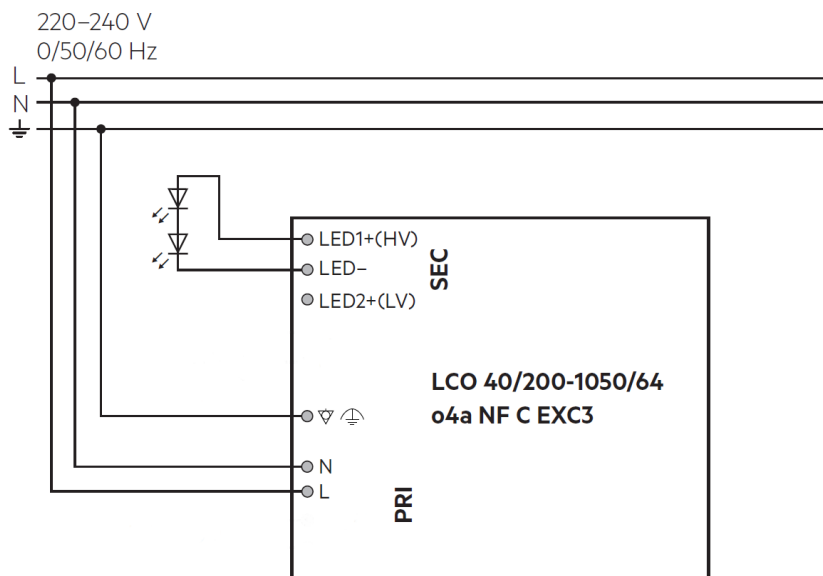 220–240 V
0/50/60 Hz
L
N
LED1+(HV)
LED–
LED2+(LV)
SEC
LCO 40/200-1050/64
o4a NF C EXC3
N
L
PRI